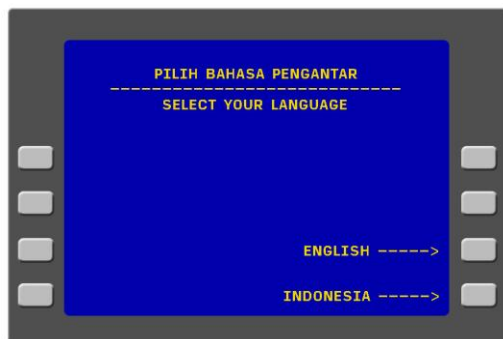 PILIH BAHASA PENGANTAR
----------------------------
SELECT YOUR LANGUAGE
ENGLISH ----->
INDONESIA ----->